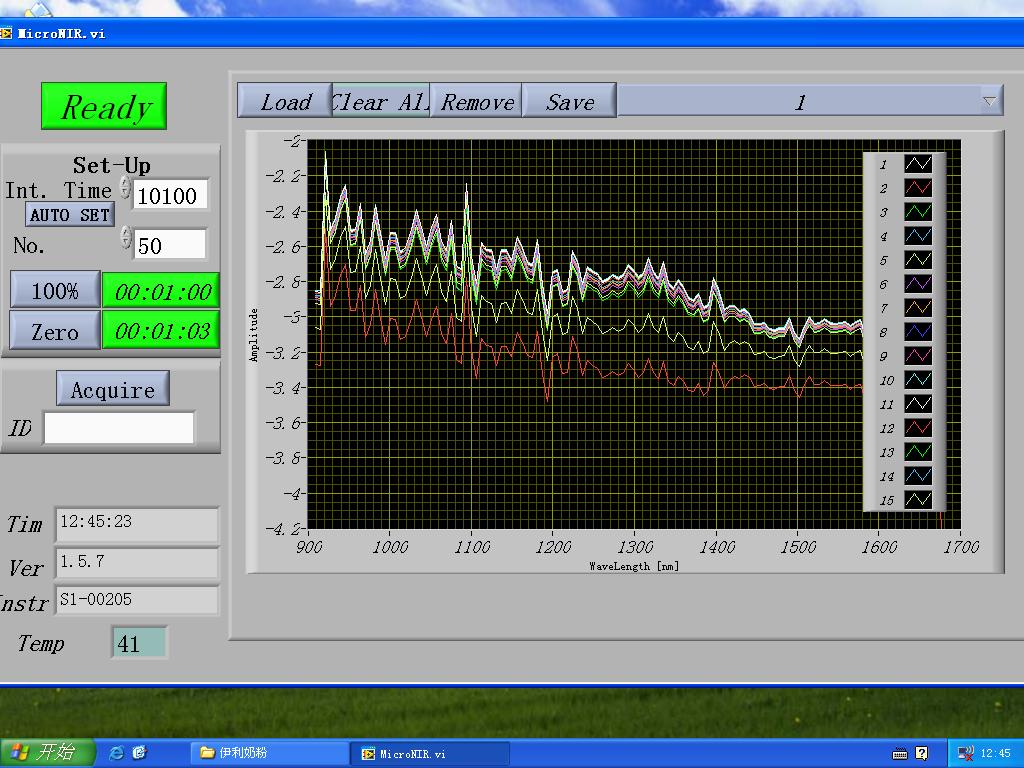 MicroNIR.vi
Ready
Load Clear All Remove Save 1
Set-Up
Int. Time 10100
AUTO SET
No. 50
100% 00:01:00
Zero 00:01:03
Acquire
ID
Tim 12:45:23
Ver 1.5.7
Instr S1-00205
Temp 41
-2
-2.2
-2.4
-2.6
-2.8
-3
-3.2
-3.4
-3.6
-3.8
-4
-4.2
Amplitude
900 1000 1100 1200 1300 1400 1500 1600 1700
WaveLength [nm]
1
2
3
4
5
6
7
8
9
10
11
12
13
14
15
开始 伊利奶粉 MicroNIR.vi 12:45